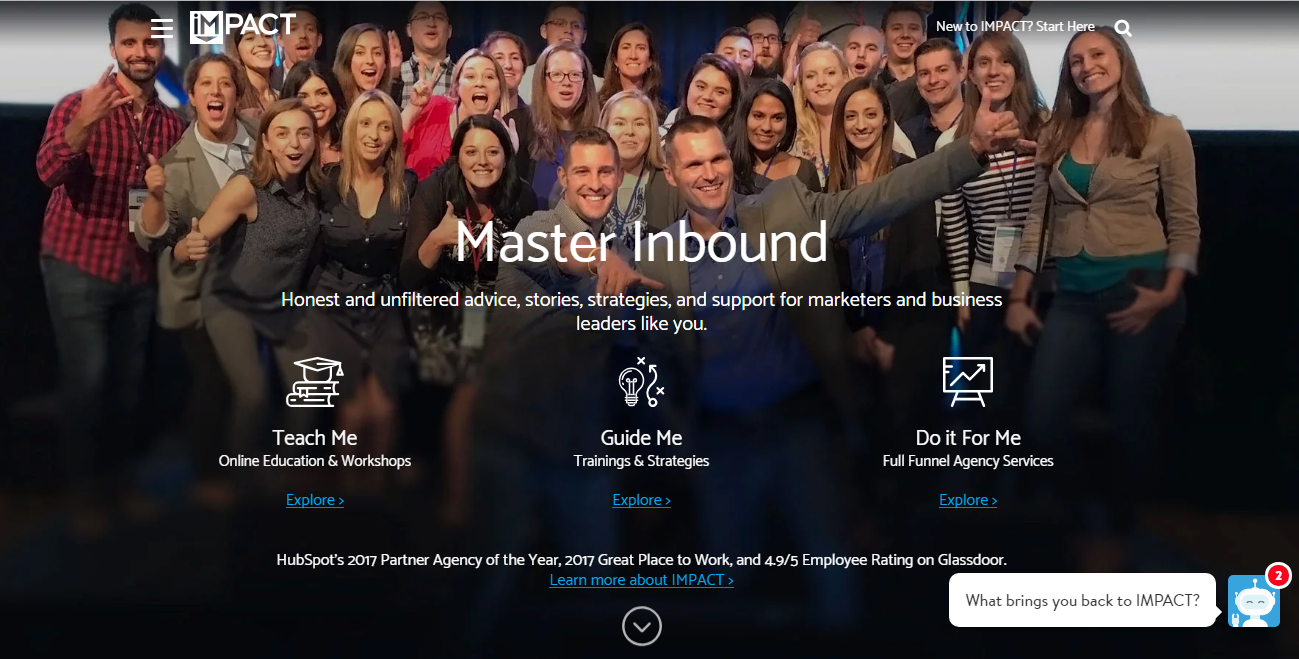 IMPACT
New to IMPACT? Start Here
Master Inbound
Honest and unfiltered advice, stories, strategies, and support for marketers and business
leaders like you.
Teach Me
Online Education & Workshops
Explore >
Guide Me
Trainings & Strategies
Explore >
Do it For Me
Full Funnel Agency Services
Explore >
HubSpot's 2017 Partner Agency of the Year, 2017 Great Place to Work, and 4.9/5 Employee Rating on Glassdoor.
Learn more about IMPACT >
What brings you back to IMPACT?
2